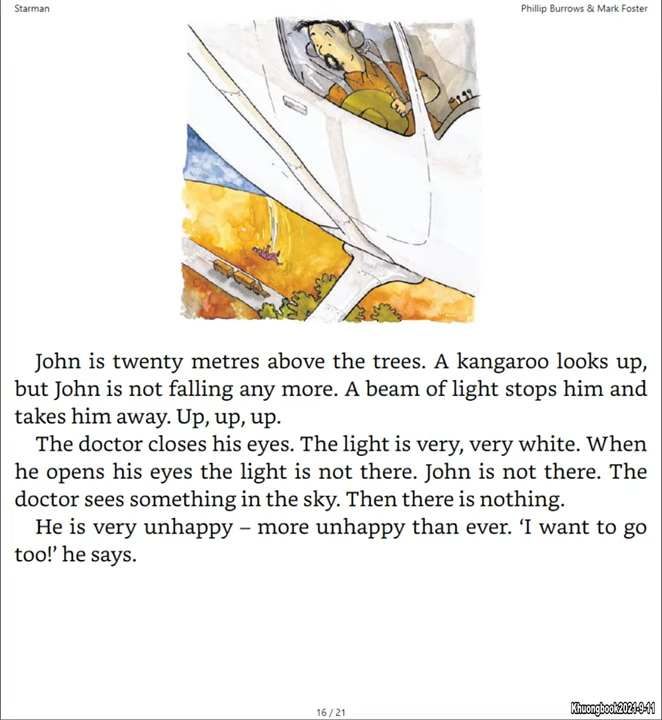 Starman
Phillip Burrows & Mark Foster
John is twenty metres above the trees. A kangaroo looks up,
but John is not falling any more. A beam of light stops him and
takes him away. Up, up, up.
The doctor closes his eyes. The light is very, very white. When
he opens his eyes the light is not there. John is not there. The
doctor sees something in the sky. Then there is nothing.
He is very unhappy – more unhappy than ever. ‘I want to go
too!’ he says.
16 / 21
Khuongbook2021-9-11